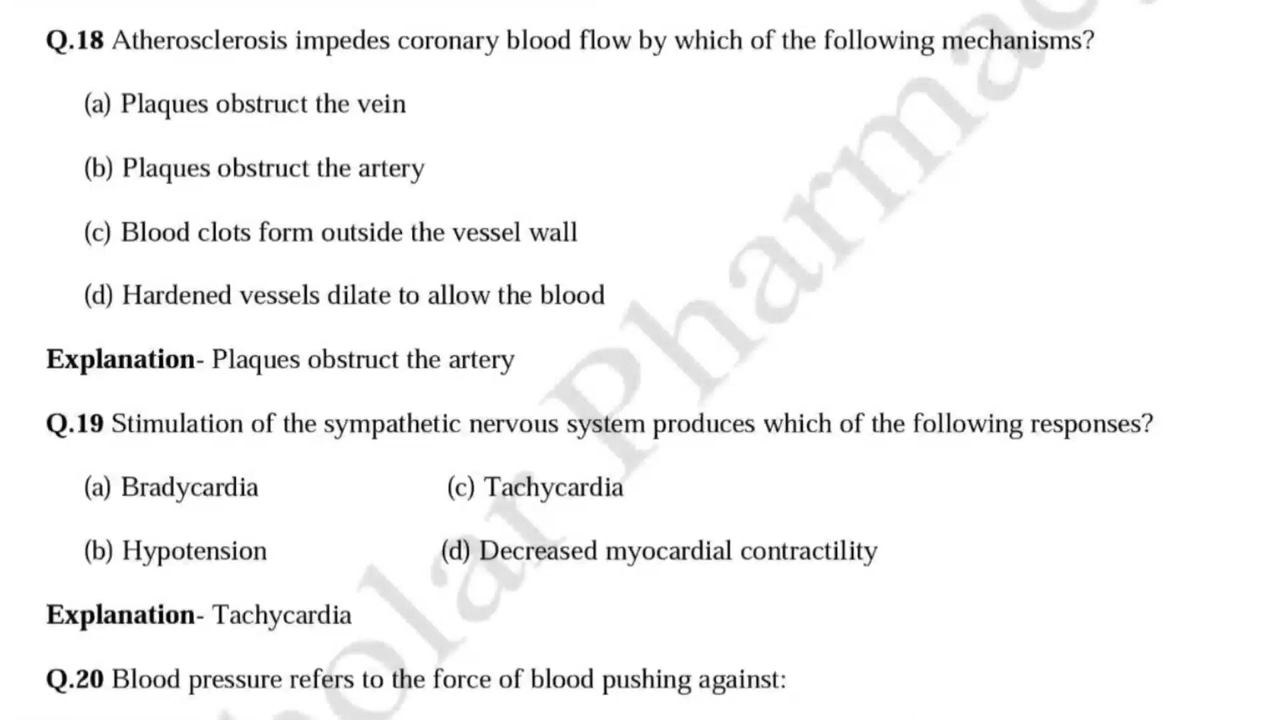 Q.18 Atherosclerosis impedes coronary blood flow by which of the following mechanisms?
(a) Plaques obstruct the vein
(b) Plaques obstruct the artery
(c) Blood clots form outside the vessel wall
(d) Hardened vessels dilate to allow the blood
Explanation- Plaques obstruct the artery
Q.19 Stimulation of the sympathetic nervous system produces which of the following responses?
(a) Bradycardia (c) Tachycardia
(b) Hypotension (d) Decreased myocardial contractility
Explanation- Tachycardia
Q.20 Blood pressure refers to the force of blood pushing against: